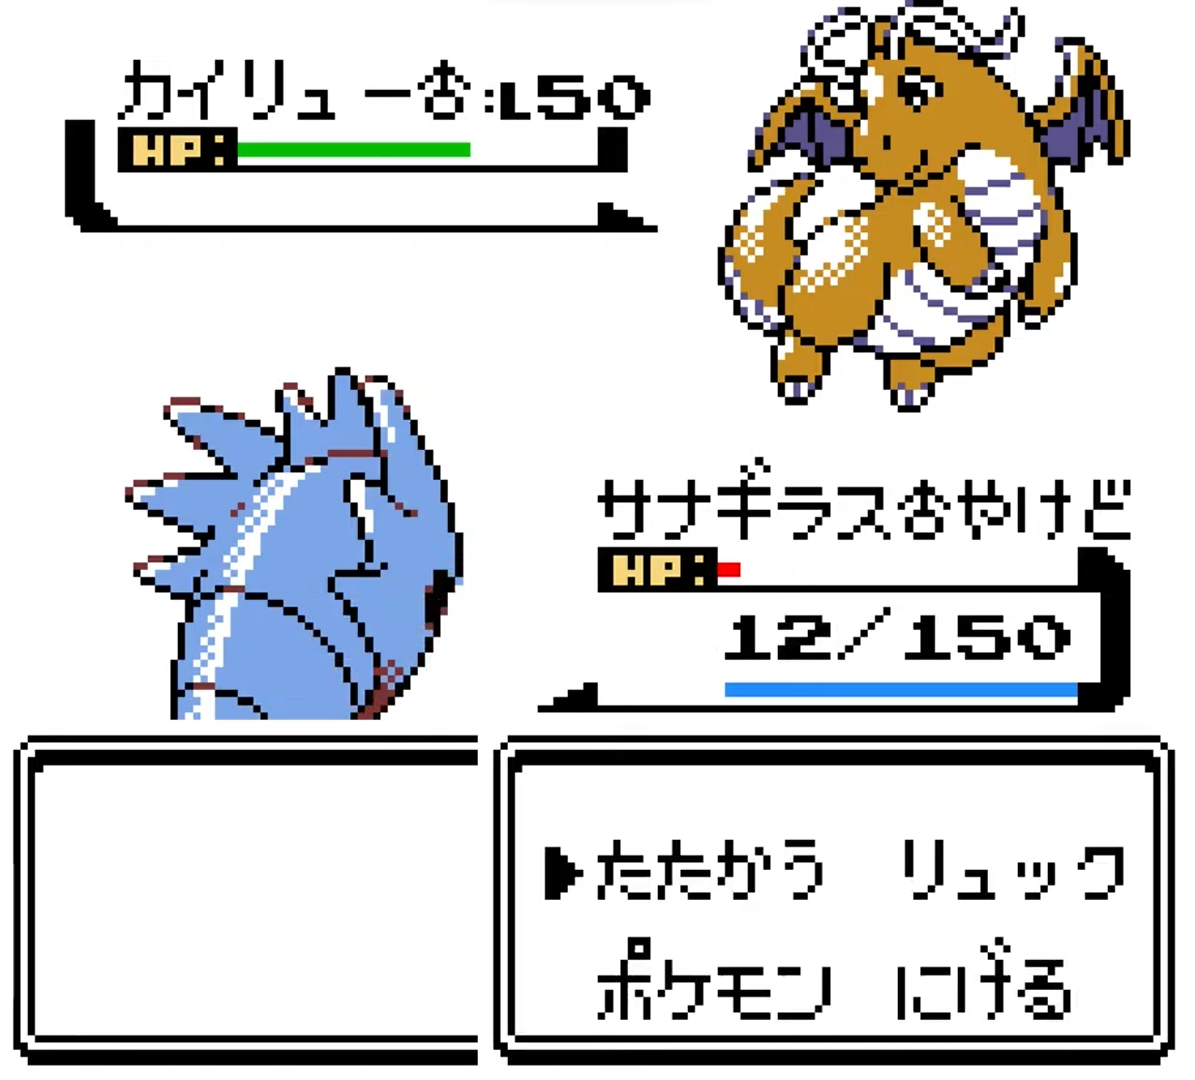 カイリュー♂:L50
HP:
サナギラス♂やけど
HP:
12/150
▶たたかう リュック
ポケモン にげる